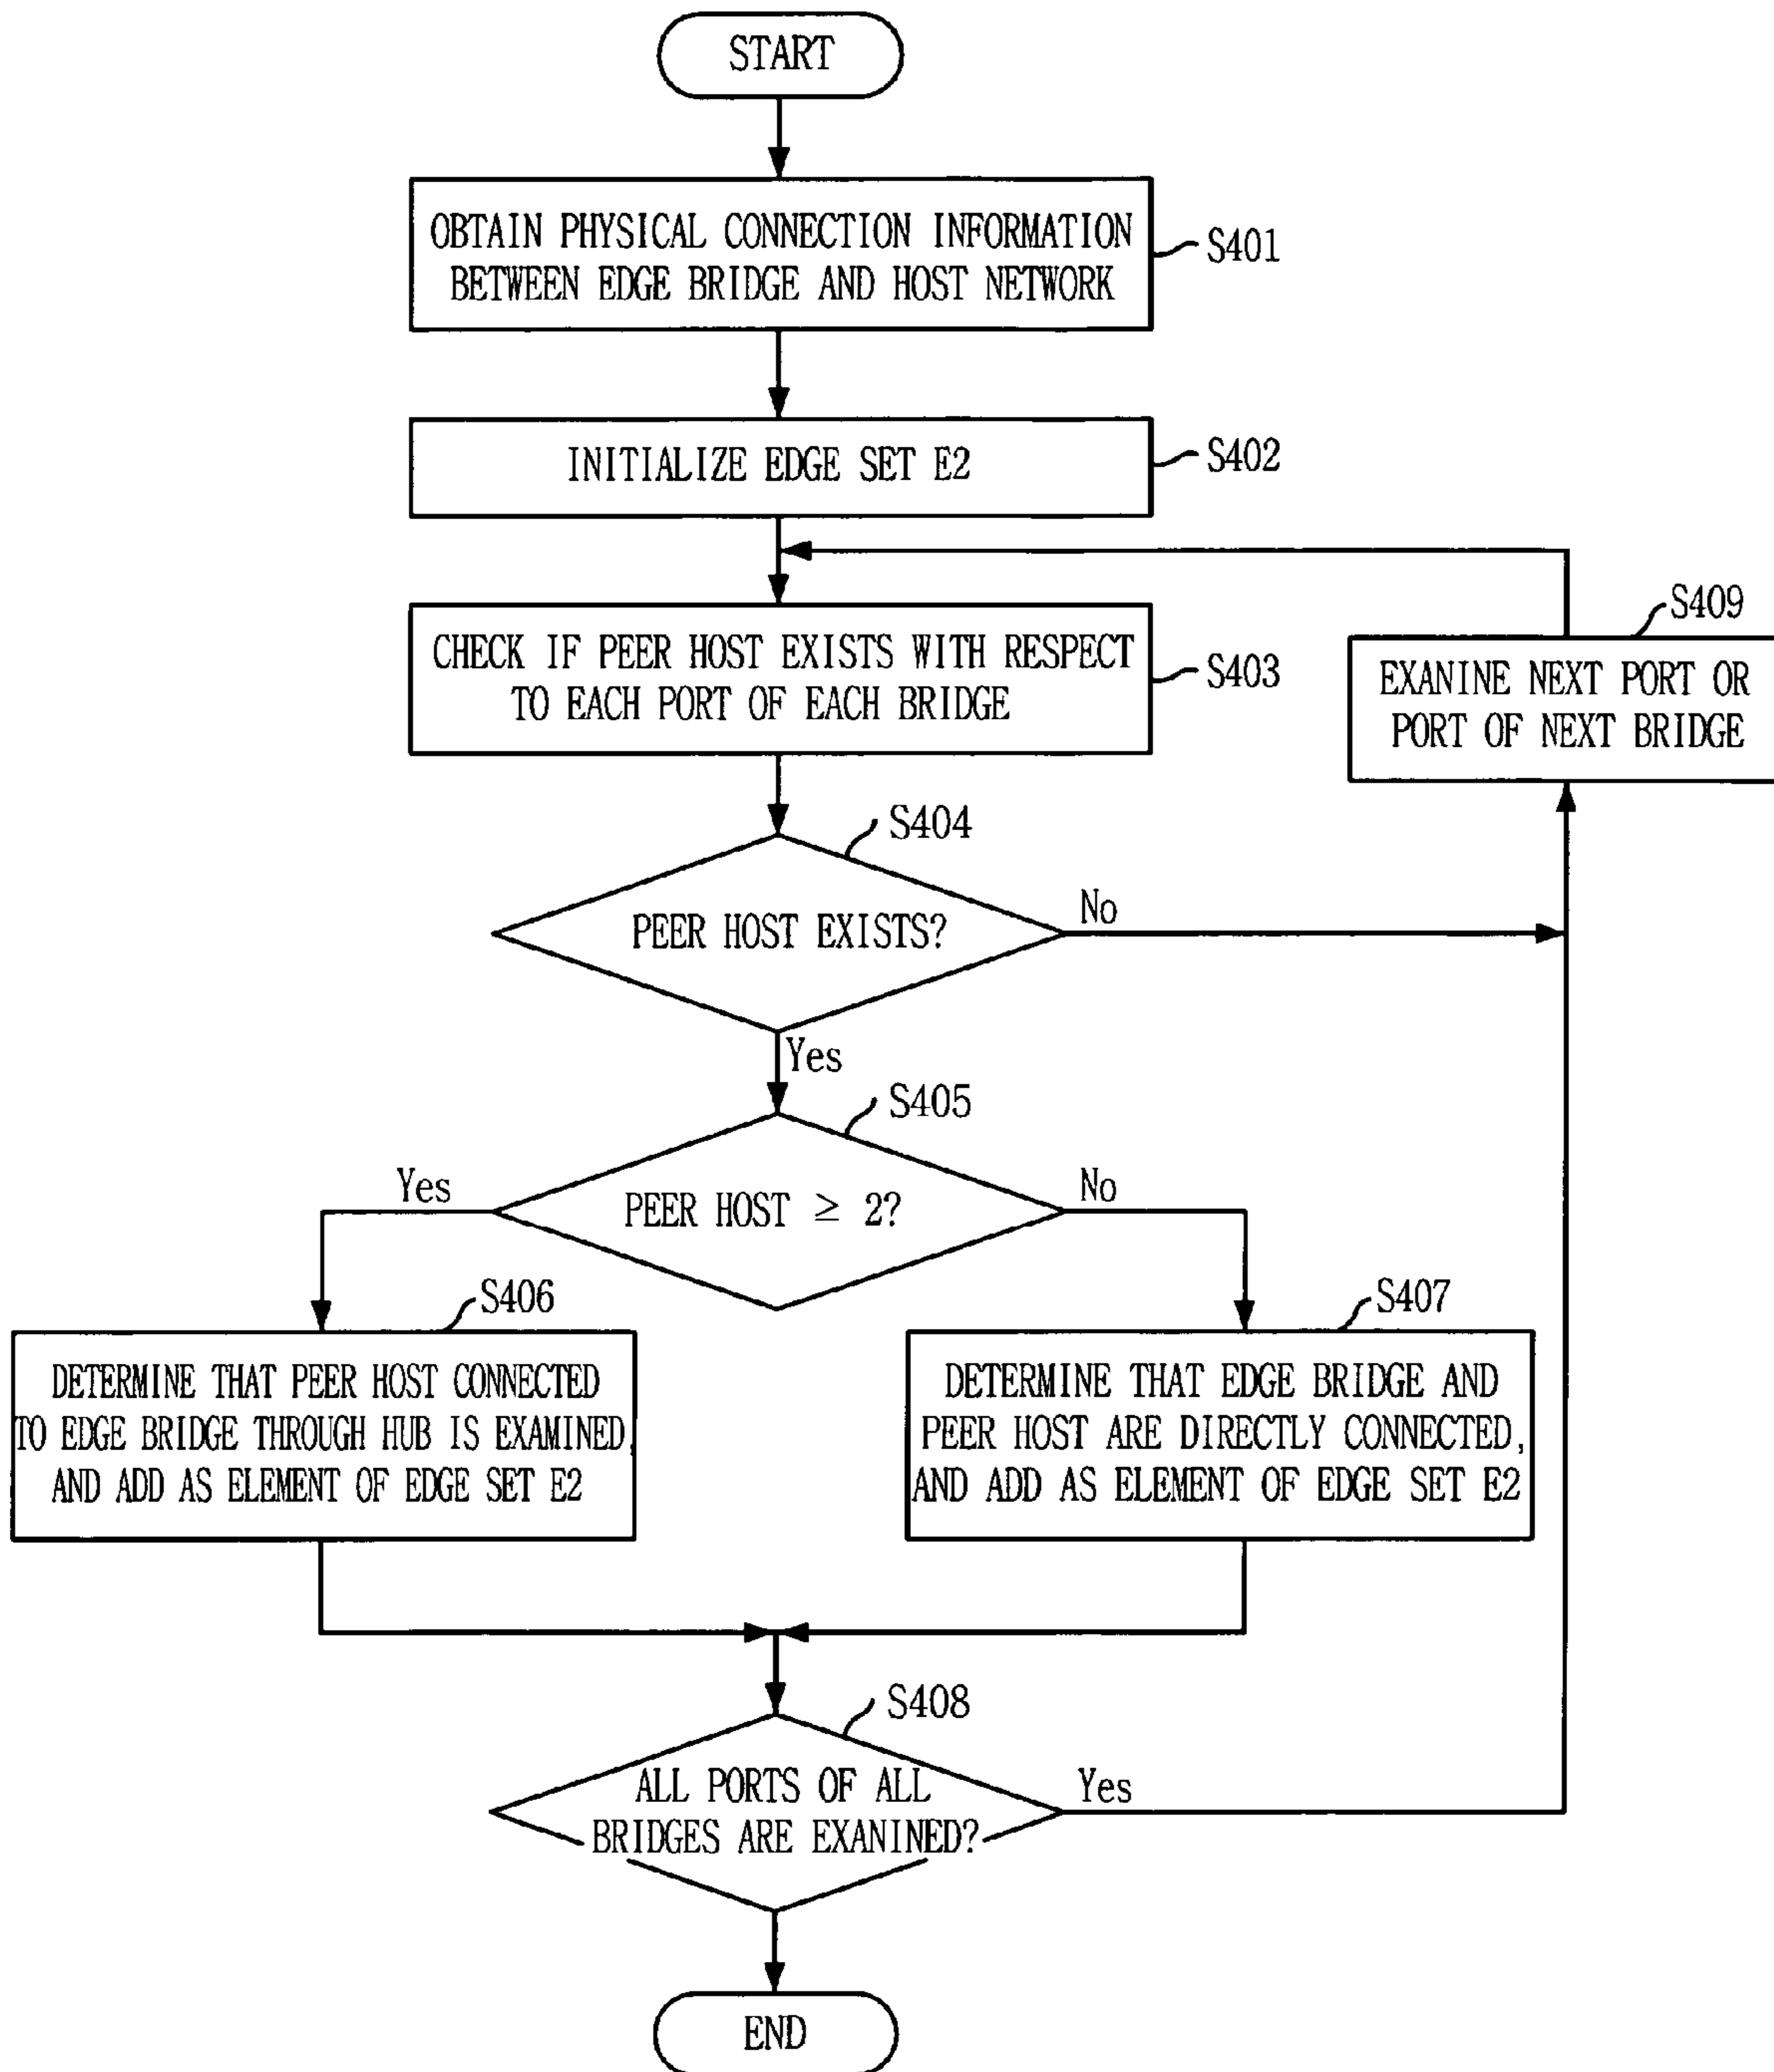 START
OBTAIN PHYSICAL CONNECTION INFORMATION
BETWEEN EDGE BRIDGE AND HOST NETWORK
S401
INITIALIZE EDGE SET E2
S402
CHECK IF PEER HOST EXISTS WITH RESPECT
TO EACH PORT OF EACH BRIDGE
S403
S409
EXANINE NEXT PORT OR
PORT OF NEXT BRIDGE
S404
PEER HOST EXISTS?
No
Yes
S405
PEER HOST ≥ 2?
Yes
No
S406
DETERMINE THAT PEER HOST CONNECTED
TO EDGE BRIDGE THROUGH HUB IS EXAMINED,
AND ADD AS ELEMENT OF EDGE SET E2
S407
DETERMINE THAT EDGE BRIDGE AND
PEER HOST ARE DIRECTLY CONNECTED,
AND ADD AS ELEMENT OF EDGE SET E2
S408
ALL PORTS OF ALL
BRIDGES ARE EXANINED?
Yes
END